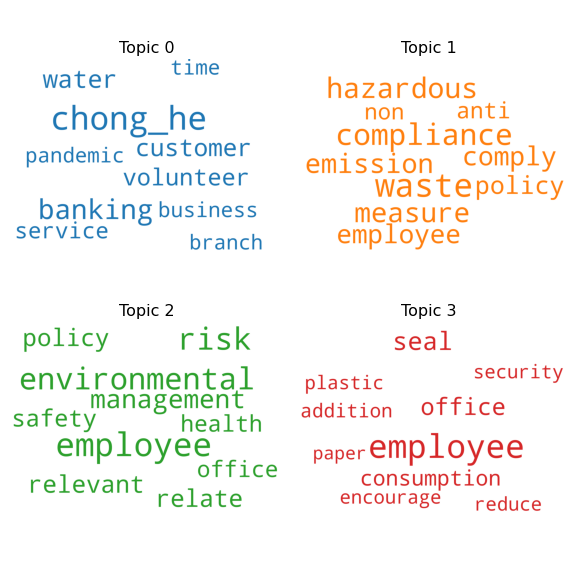 Topic 0
time
water
chong_he
customer
pandemic
volunteer
banking business
service
branch
Topic 1
hazardous
non anti
compliance
emission comply
waste policy
measure
employee
Topic 2
policy risk
environmental
management
safety health
employee
office
relevant
relate
Topic 3
seal
security
plastic
addition office
employee
paper
consumption
encourage reduce